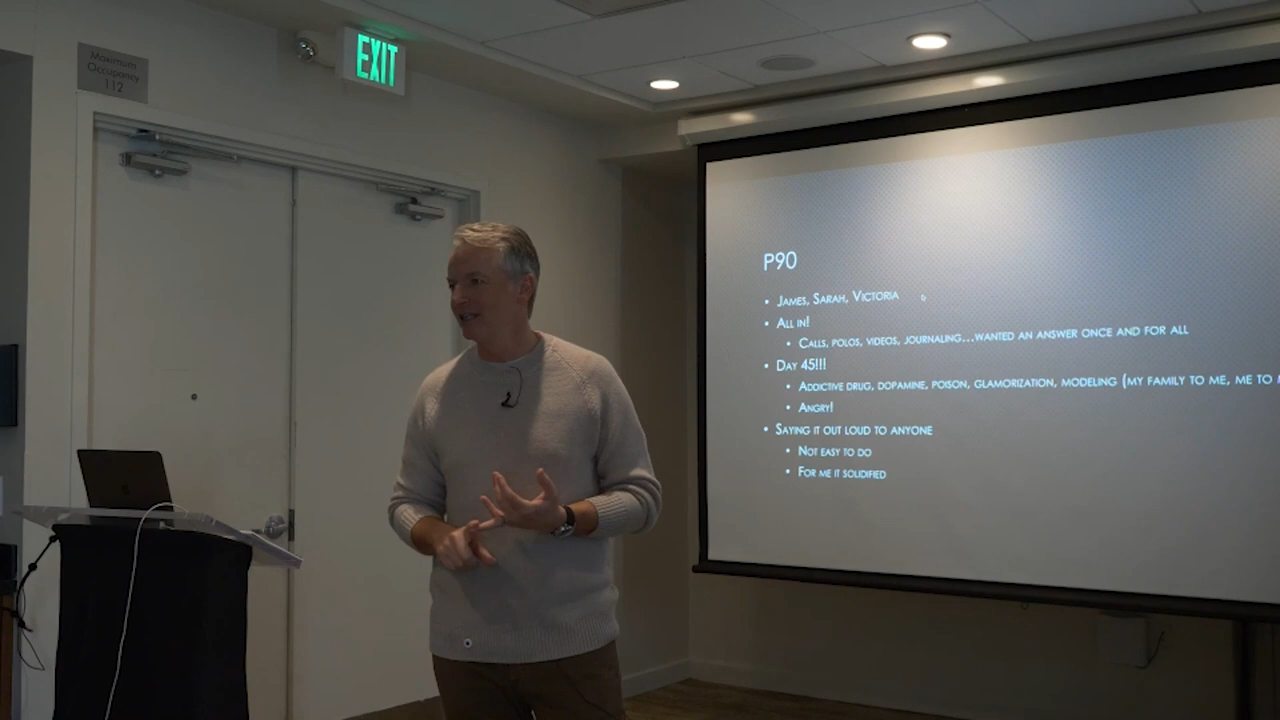 Maximum
Occupancy
112
EXIT
P90
• James, Sarah, Victoria
• All in!
• Calls, polos, videos, journaling...wanted an answer once and for all
• Day 45!!!
• Addictive drug, dopamine, poison, glamorization, modeling (my family to me, me to
• Angry!
• Saying it out loud to anyone
• Not easy to do
• For me it solidified